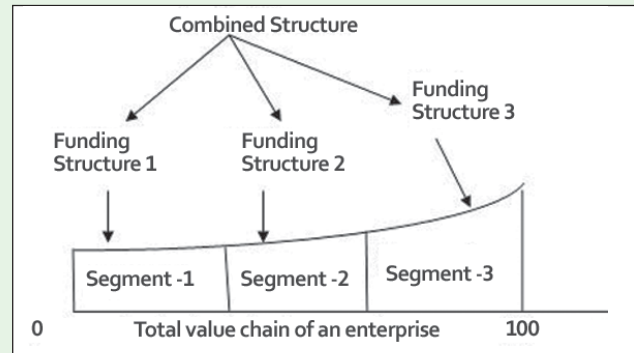 Combined Structure
Funding
Structure 3
Funding
Structure 1
Funding
Structure 2
Segment -1
Segment -2
Segment -3
0
Total value chain of an enterprise
100